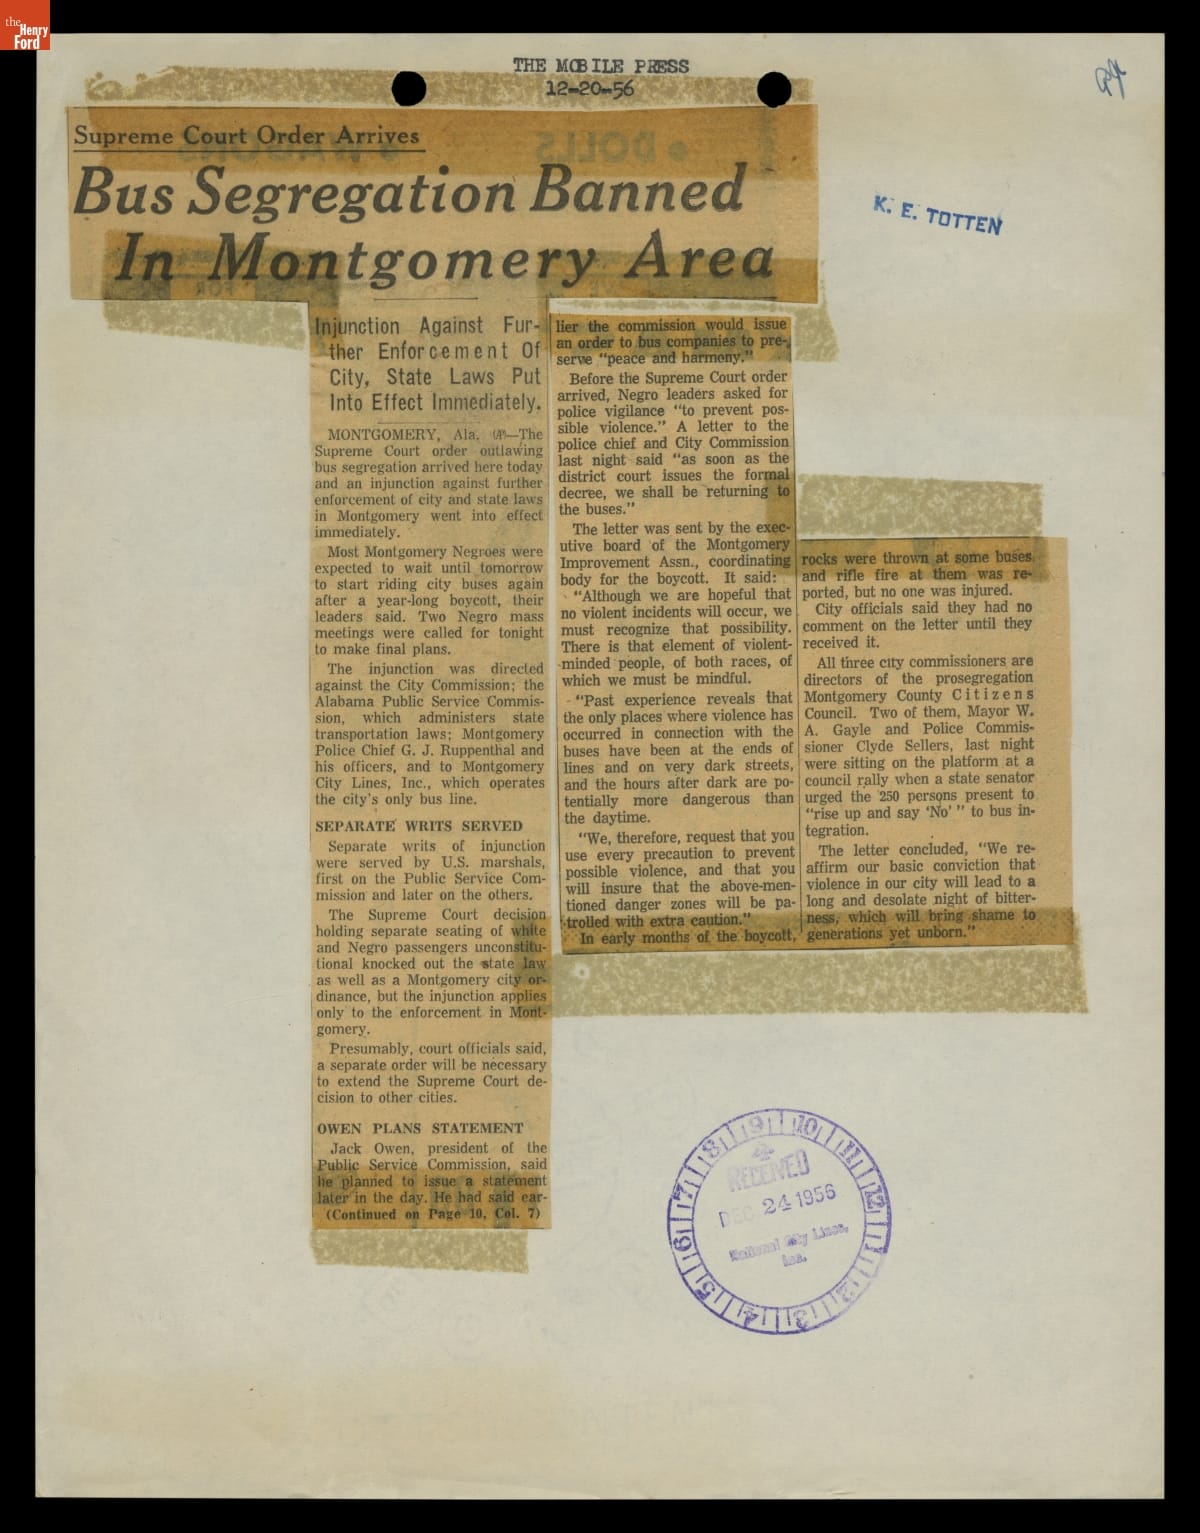 the
Henry
Ford
THE MOBILE PRESS
12-20-56
K. E. TOTTEN
Supreme Court Order Arrives
Bus Segregation Banned
In Montgomery Area
Injunction Against Fur-
ther Enforcement Of
City, State Laws Put
Into Effect Immediately.
MONTGOMERY, Ala. (AP)—The
Supreme Court order outlawing
bus segregation arrived here today
and an injunction against further
enforcement of city and state laws
in Montgomery went into effect
immediately.
Most Montgomery Negroes were
expected to wait until tomorrow
to start riding city buses again
after a year-long boycott, their
leaders said. Two Negro mass
meetings were called for tonight
to make final plans.
The injunction was directed
against the City Commission; the
Alabama Public Service Commis-
sion, which administers state
transportation laws; Montgomery
Police Chief G. J. Ruppenthal and
his officers, and to Montgomery
City Lines, Inc., which operates
the city's only bus line.
SEPARATE WRITS SERVED
Separate writs of injunction
were served by U.S. marshals,
first on the Public Service Com-
mission and later on the others.
The Supreme Court decision
holding separate seating of white
and Negro passengers unconstitu-
tional knocked out the state law
as well as a Montgomery city or-
dinance, but the injunction applies
only to the enforcement in Mont-
gomery.
Presumably, court officials said,
a separate order will be necessary
to extend the Supreme Court de-
cision to other cities.
OWEN PLANS STATEMENT
Jack Owen, president of the
Public Service Commission, said
he planned to issue a statement
later in the day. He had said ear-
(Continued on Page 10, Col. 7)
lier the commission would issue
an order to bus companies to pre-
serve "peace and harmony."
Before the Supreme Court order
arrived, Negro leaders asked for
police vigilance "to prevent pos-
sible violence." A letter to the
police chief and City Commission
last night said "as soon as the
district court issues the formal
decree, we shall be returning to
the buses."
The letter was sent by the exec-
utive board of the Montgomery
Improvement Assn., coordinating
body for the boycott. It said:
"Although we are hopeful that
no violent incidents will occur, we
must recognize that possibility.
There is that element of violent-
minded people, of both races, of
which we must be mindful.
"Past experience reveals that
the only places where violence has
occurred in connection with the
buses have been at the ends of
lines and on very dark streets,
and the hours after dark are po-
tentially more dangerous than
the daytime.
"We, therefore, request that you
use every precaution to prevent
possible violence, and that you
will insure that the above-men-
tioned danger zones will be pa-
trolled with extra caution."
In early months of the boycott,
rocks were thrown at some buses
and rifle fire at them was re-
ported, but no one was injured.
City officials said they had no
comment on the letter until they
received it.
All three city commissioners are
directors of the prosegregation
Montgomery County Citizens
Council. Two of them, Mayor W.
A. Gayle and Police Commis-
sioner Clyde Sellers, last night
were sitting on the platform at a
council rally when a state senator
urged the 250 persons present to
"rise up and say 'No' " to bus in-
tegration.
The letter concluded, "We re-
affirm our basic conviction that
violence in our city will lead to a
long and desolate night of bitter-
ness, which will bring shame to
generations yet unborn."
1 2 3 4 5 6 7 8 9 10 11 12
RECEIVED
DEC 24 1956
National City Lines,
Inc.